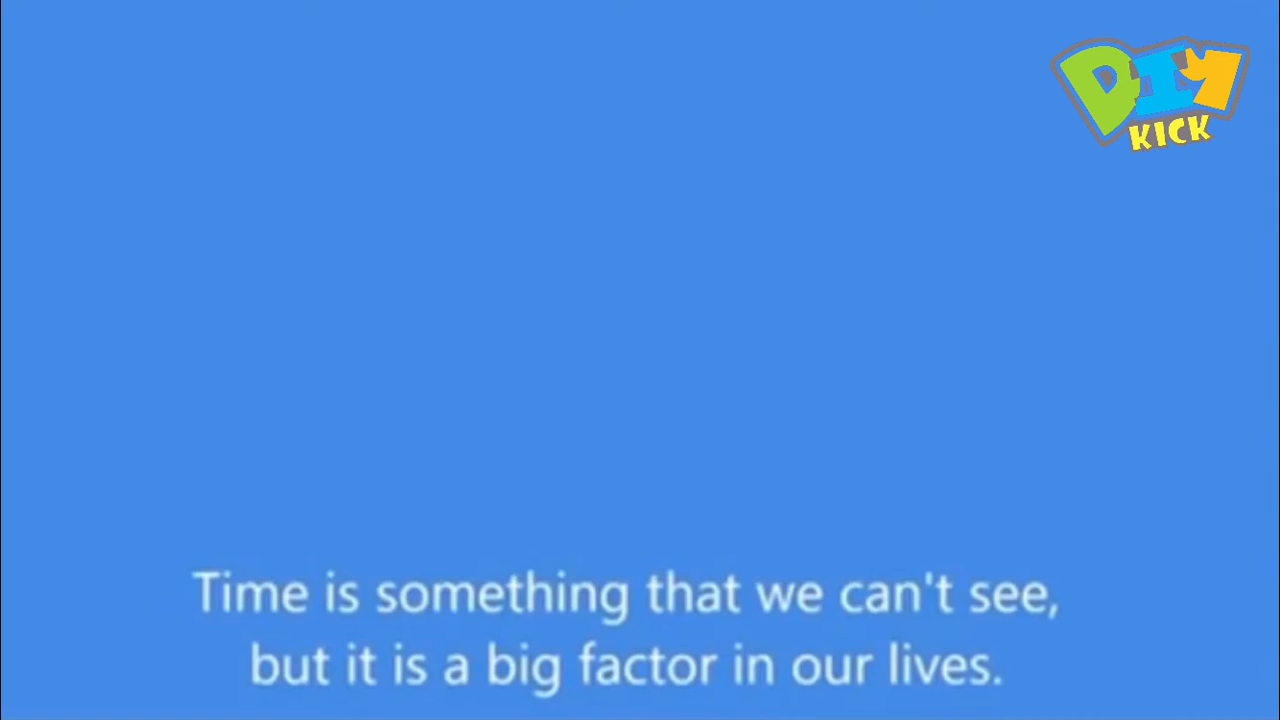 DIY
KICK
Time is something that we can't see,
but it is a big factor in our lives.